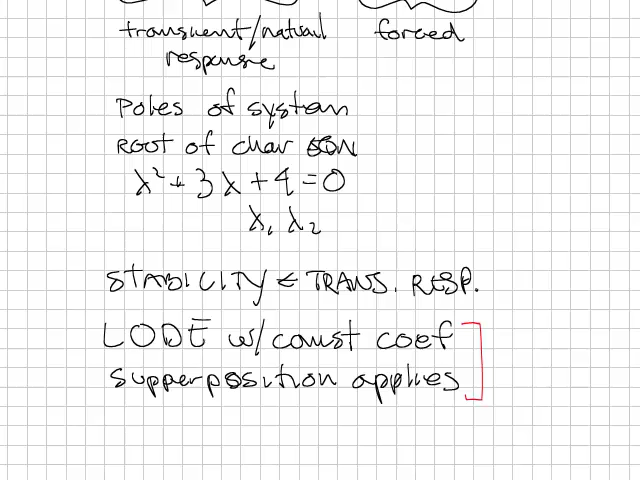 transient/natural forced
response
Poles of system
ROOT of char EQN
λ² + 3λ + 4 = 0
λ₁ λ₂
STABILITY ← TRANS. RESP.
LODE w/ const coef
supperposition applies